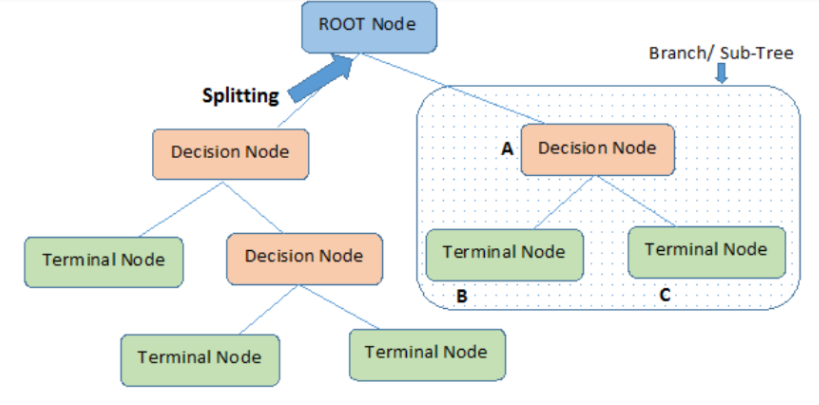 ROOT Node
Branch/ Sub-Tree
Splitting
Decision Node
A
Decision Node
Terminal Node
Decision Node
Terminal Node
Terminal Node
B
C
Terminal Node
Terminal Node